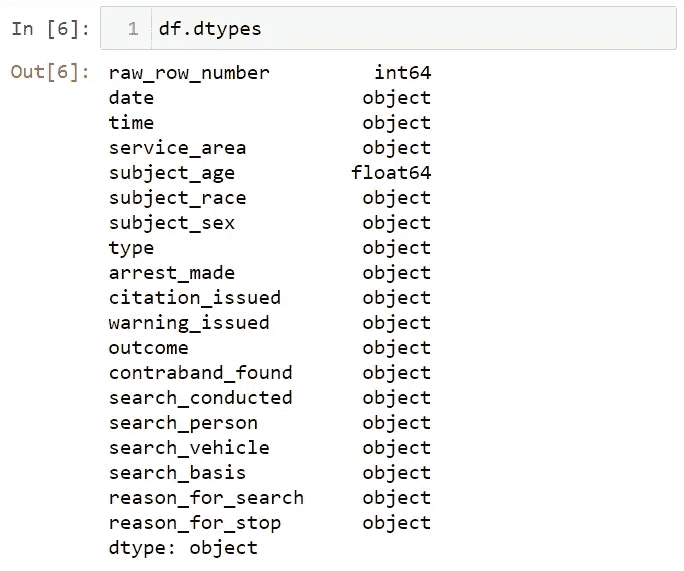 In [6]: 1 df.dtypes
Out[6]: raw_row_number int64
date object
time object
service_area object
subject_age float64
subject_race object
subject_sex object
type object
arrest_made object
citation_issued object
warning_issued object
outcome object
contraband_found object
search_conducted object
search_person object
search_vehicle object
search_basis object
reason_for_search object
reason_for_stop object
dtype: object